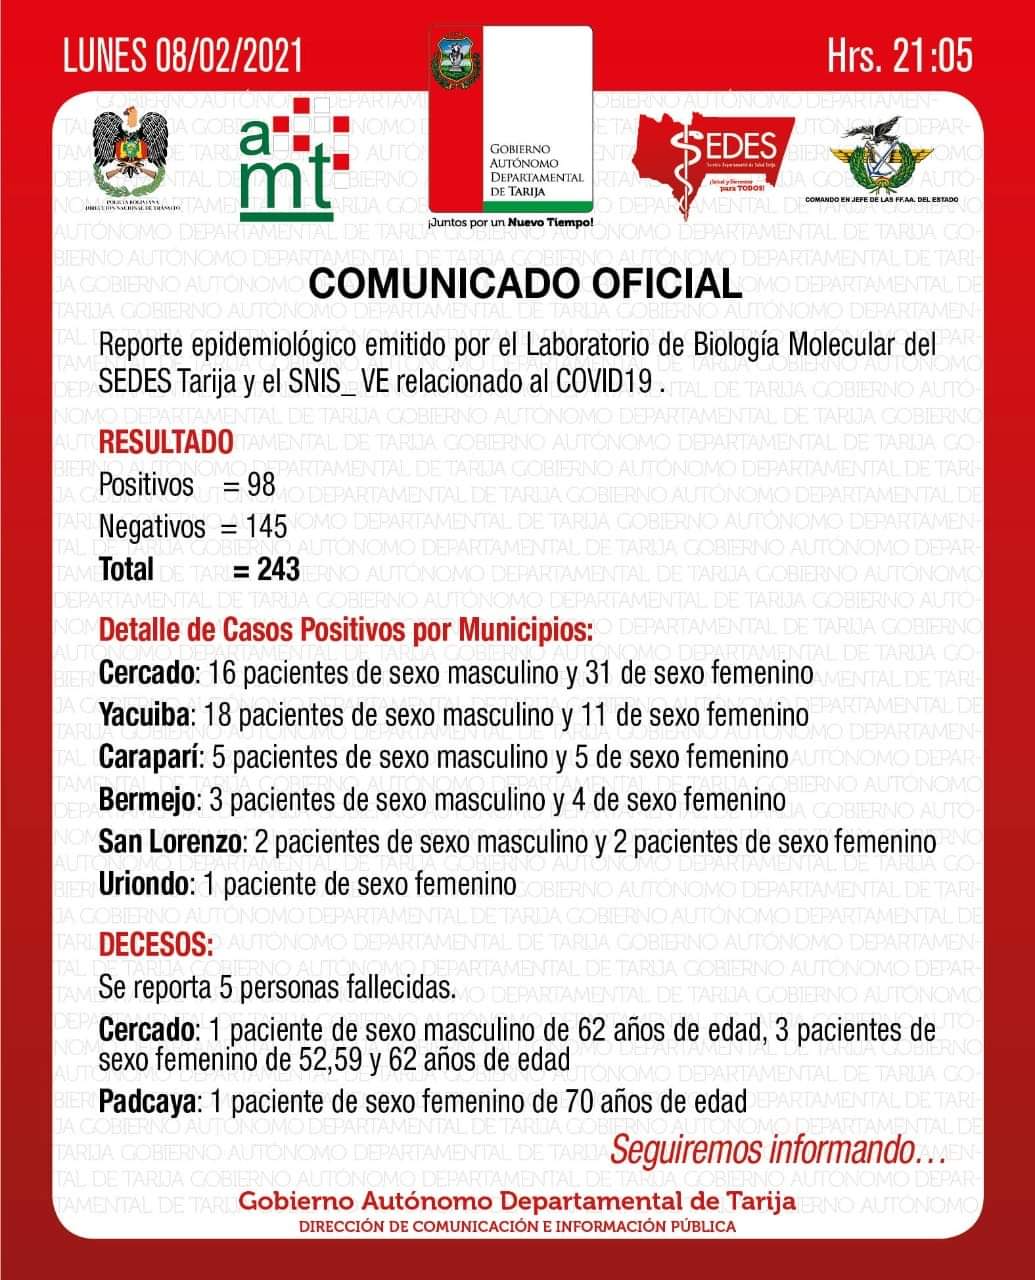 LUNES 08/02/2021
Hrs. 21:05
POLICIA BOLIVIANA
DIRECCION NACIONAL DE TRANSITO
amt
GOBIERNO
AUTÓNOMO
DEPARTAMENTAL
DE TARIJA
¡Juntos por un Nuevo Tiempo!
SEDES
Servicio Departamental de Salud Tarija
¡Salud y Bienestar
para TODOS!
COMANDO EN JEFE DE LAS FF.AA. DEL ESTADO
COMUNICADO OFICIAL
Reporte epidemiológico emitido por el Laboratorio de Biología Molecular del
SEDES Tarija y el SNIS_VE relacionado al COVID19 .
RESULTADO
Positivos = 98
Negativos = 145
Total = 243
Detalle de Casos Positivos por Municipios:
Cercado: 16 pacientes de sexo masculino y 31 de sexo femenino
Yacuiba: 18 pacientes de sexo masculino y 11 de sexo femenino
Caraparí: 5 pacientes de sexo masculino y 5 de sexo femenino
Bermejo: 3 pacientes de sexo masculino y 4 de sexo femenino
San Lorenzo: 2 pacientes de sexo masculino y 2 pacientes de sexo femenino
Uriondo: 1 paciente de sexo femenino
DECESOS:
Se reporta 5 personas fallecidas.
Cercado: 1 paciente de sexo masculino de 62 años de edad, 3 pacientes de
sexo femenino de 52,59 y 62 años de edad
Padcaya: 1 paciente de sexo femenino de 70 años de edad
Seguiremos informando...
Gobierno Autónomo Departamental de Tarija
DIRECCIÓN DE COMUNICACIÓN E INFORMACIÓN PÚBLICA